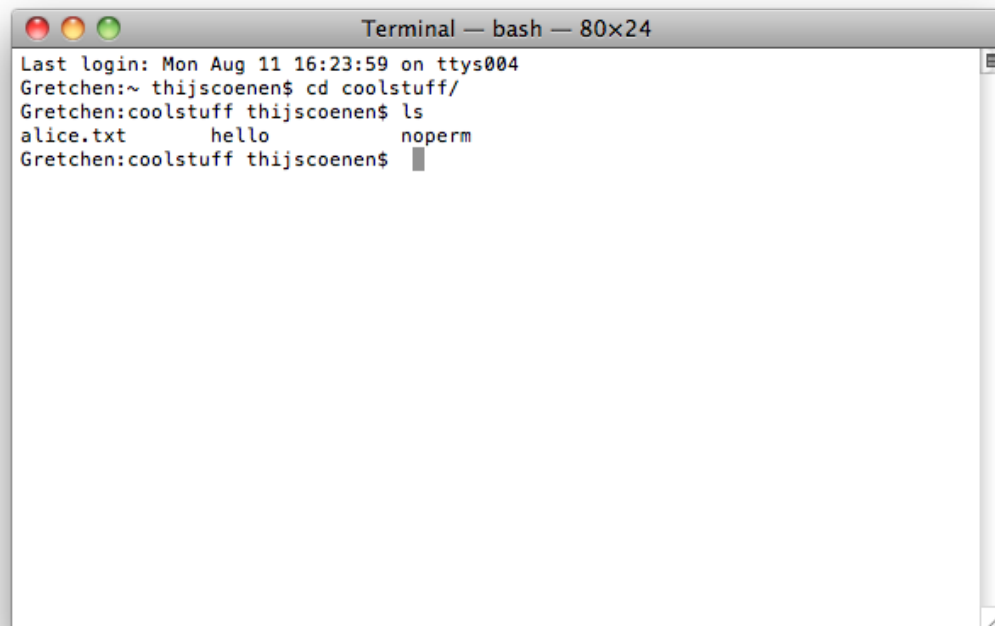 Terminal — bash — 80×24
Last login: Mon Aug 11 16:23:59 on ttys004
Gretchen:~ thijscoenen$ cd coolstuff/
Gretchen:coolstuff thijscoenen$ ls
alice.txt       hello           noperm
Gretchen:coolstuff thijscoenen$